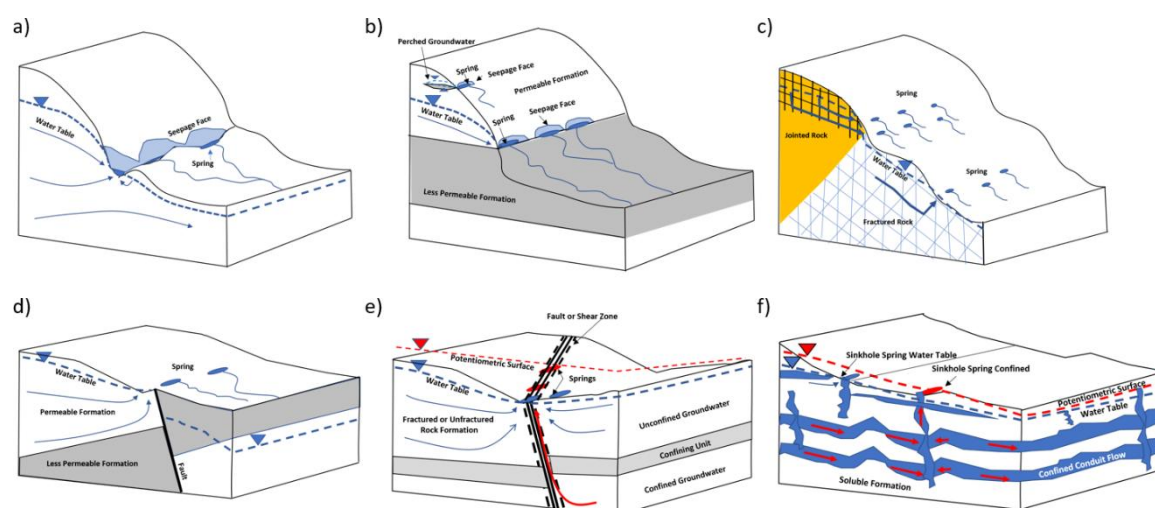 a)
Water Table
Seepage Face
Spring
b)
Perched Groundwater
Spring
Seepage Face
Permeable Formation
Water Table
Spring
Seepage Face
Less Permeable Formation
c)
Spring
Jointed Rock
Water Table
Spring
Fractured Rock
d)
Spring
Water Table
Permeable Formation
Less Permeable Formation
Fault
e)
Fault or Shear Zone
Potentiometric Surface
Water Table
Springs
Fractured or Unfractured
Rock Formation
Unconfined Groundwater
Confining Unit
Confined Groundwater
f)
Sinkhole Spring Water Table
Sinkhole Spring Confined
Potentiometric Surface
Water Table
Confined Conduit Flow
Soluble Formation